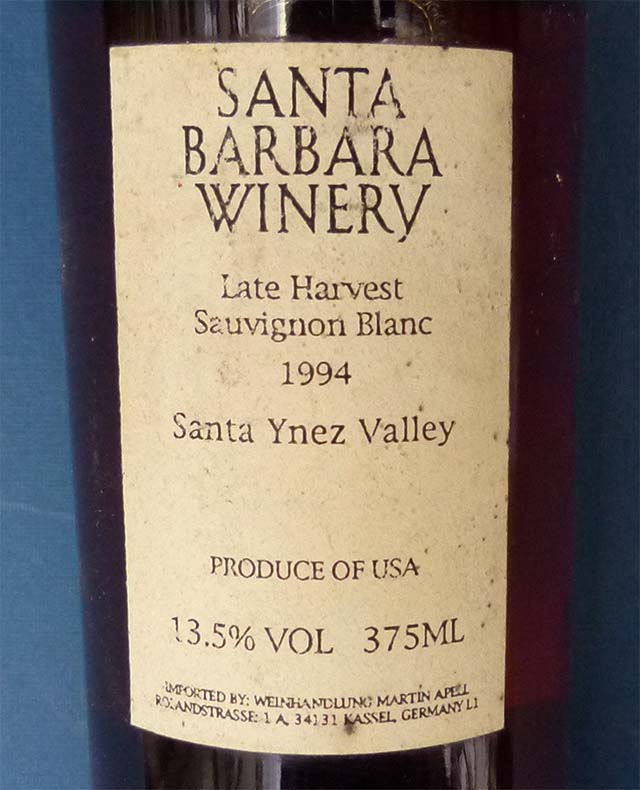 SANTA
BARBARA
WINERY
Late Harvest
Sauvignon Blanc
1994
Santa Ynez Valley
PRODUCE OF USA
13.5% VOL 375ML
IMPORTED BY: WEINHANDLUNG MARTIN APELL
ROLANDSTRASSE: 1 A, 34131 KASSEL, GERMANY L1